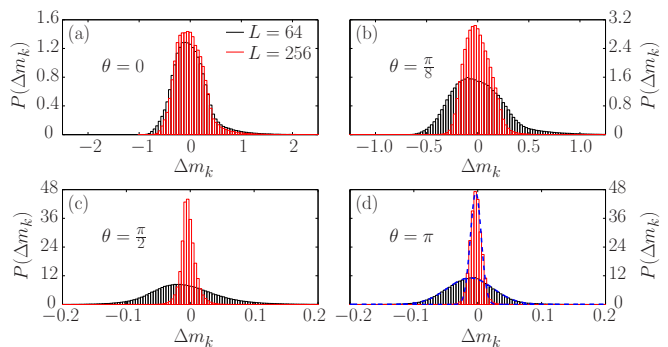 (a)
L = 64
L = 256
θ = 0
P(Δm_k)
1.6
1.2
0.8
0.4
0
−2 −1 0 1 2
Δm_k
(b)
θ = π/8
P(Δm_k)
3.2
2.4
1.6
0.8
0
−1.0 −0.5 0 0.5 1.0
Δm_k
(c)
θ = π/2
P(Δm_k)
48
36
24
12
0
−0.2 −0.1 0 0.1 0.2
Δm_k
(d)
θ = π
P(Δm_k)
48
36
24
12
0
−0.2 −0.1 0 0.1 0.2
Δm_k